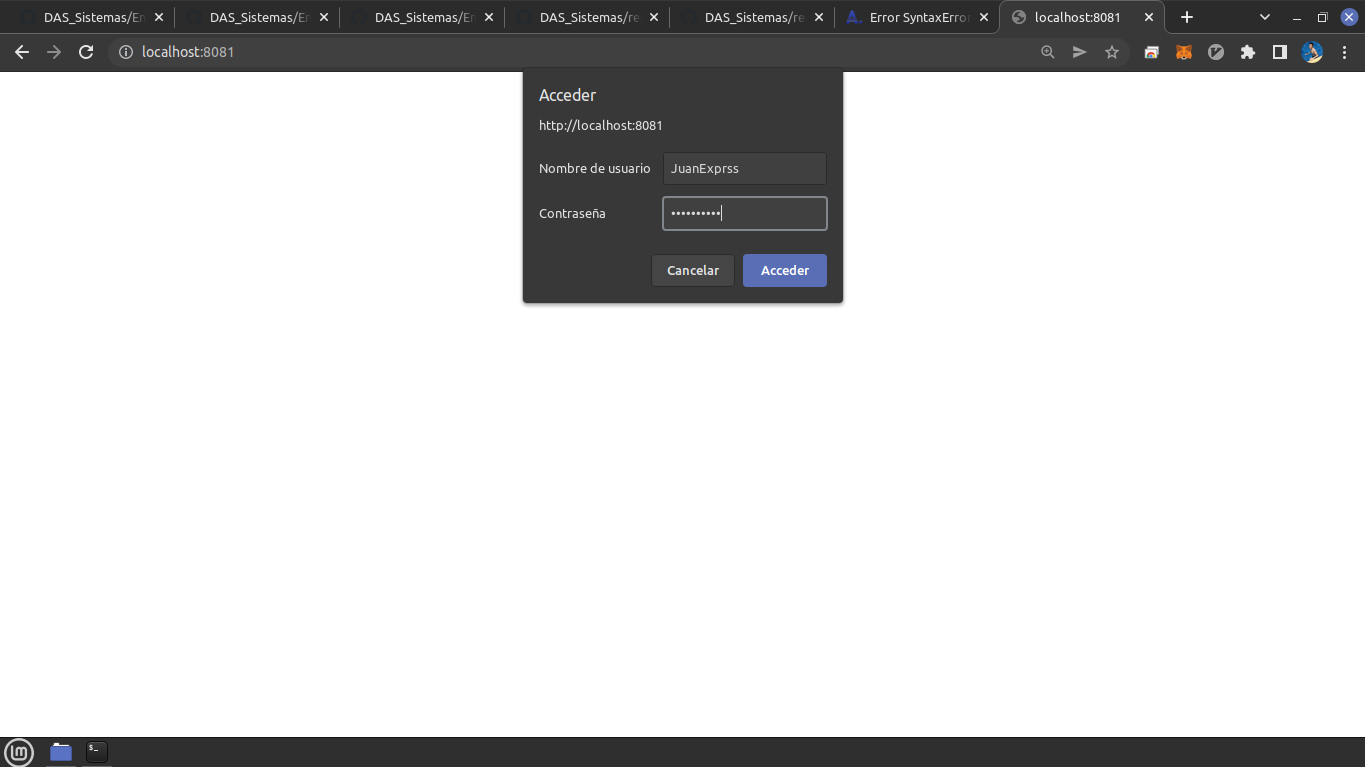 DAS_Sistemas/En
DAS_Sistemas/En
DAS_Sistemas/En
DAS_Sistemas/re
DAS_Sistemas/re
Error SyntaxError
localhost:8081
localhost:8081
Acceder
http://localhost:8081
Nombre de usuario JuanExprss
Contraseña ••••••••••
Cancelar Acceder
lm $_